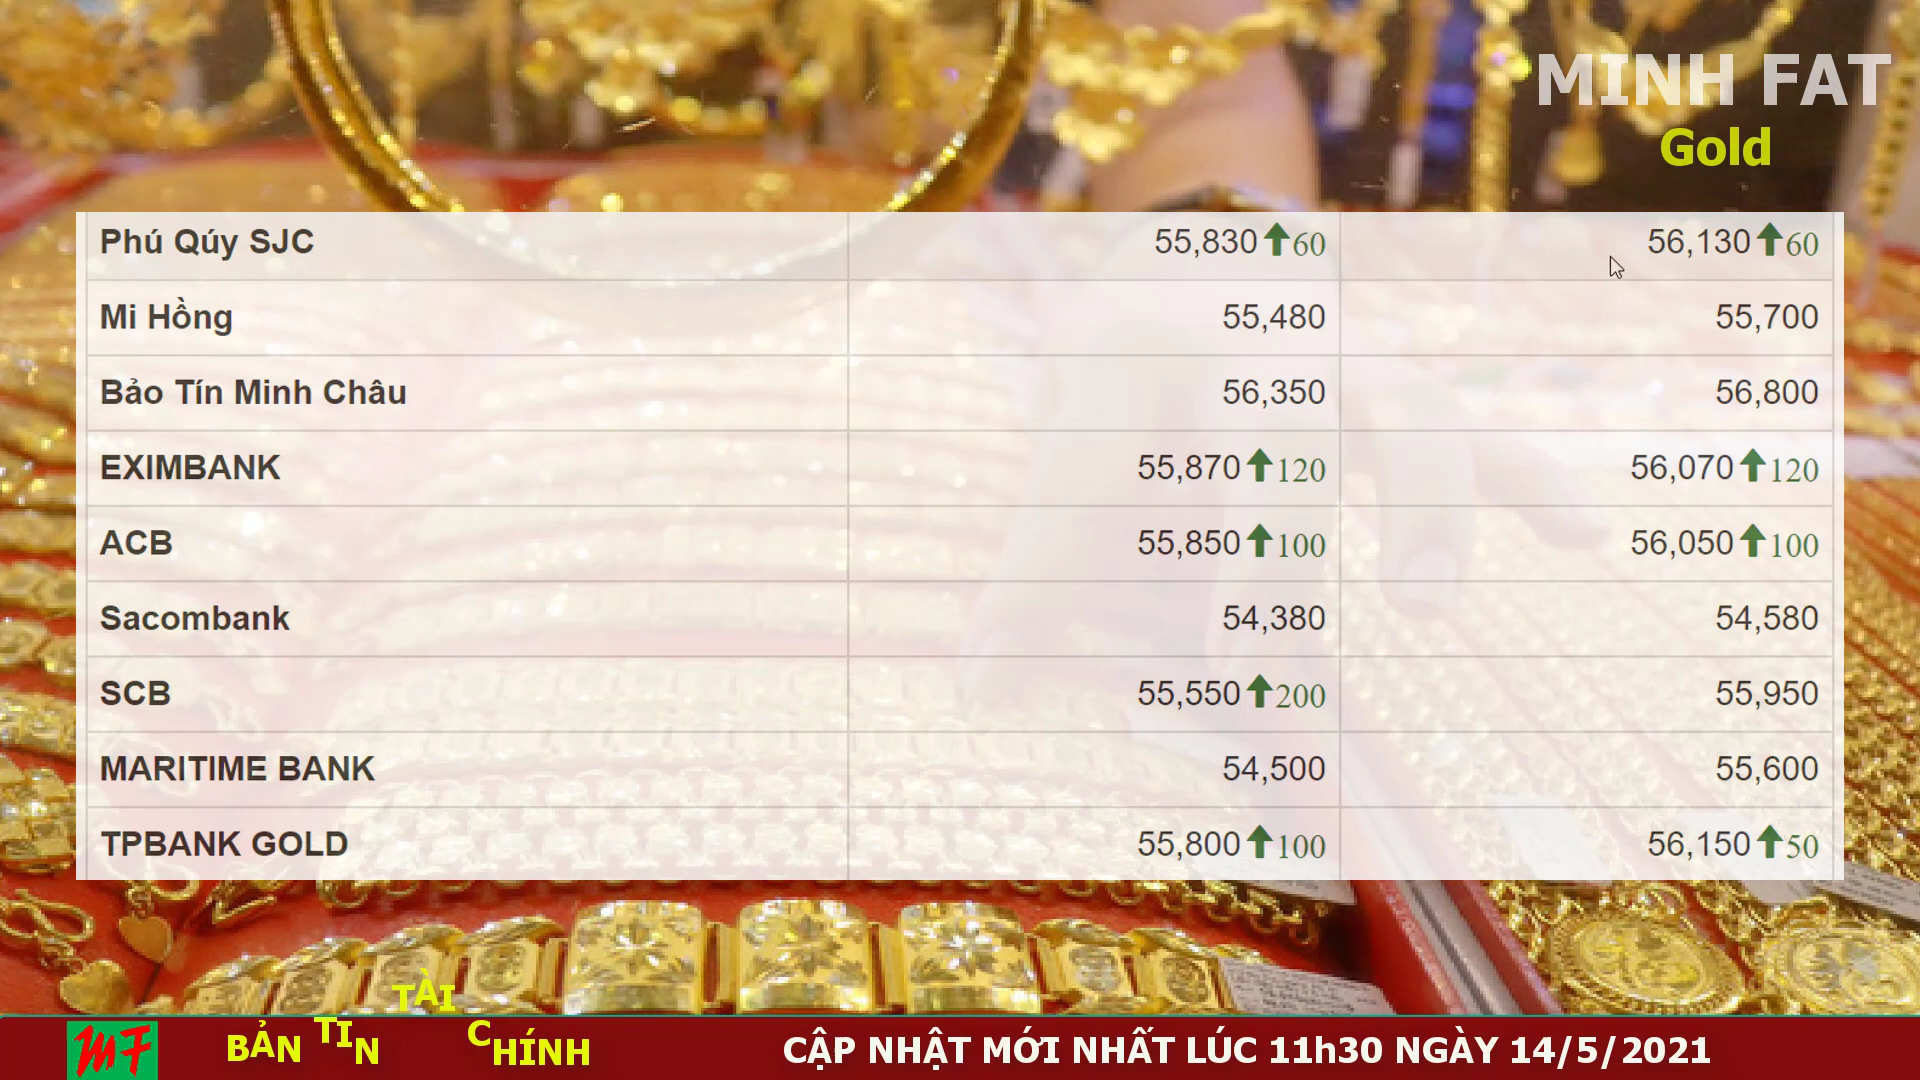 MINH FAT
Gold
Phú Qúy SJC 55,830 60 56,130 60
Mi Hồng 55,480 55,700
Bảo Tín Minh Châu 56,350 56,800
EXIMBANK 55,870 120 56,070 120
ACB 55,850 100 56,050 100
Sacombank 54,380 54,580
SCB 55,550 200 55,950
MARITIME BANK 54,500 55,600
TPBANK GOLD 55,800 100 56,150 50
MF BẢN TIN TÀI CHÍNH CẬP NHẬT MỚI NHẤT LÚC 11h30 NGÀY 14/5/2021